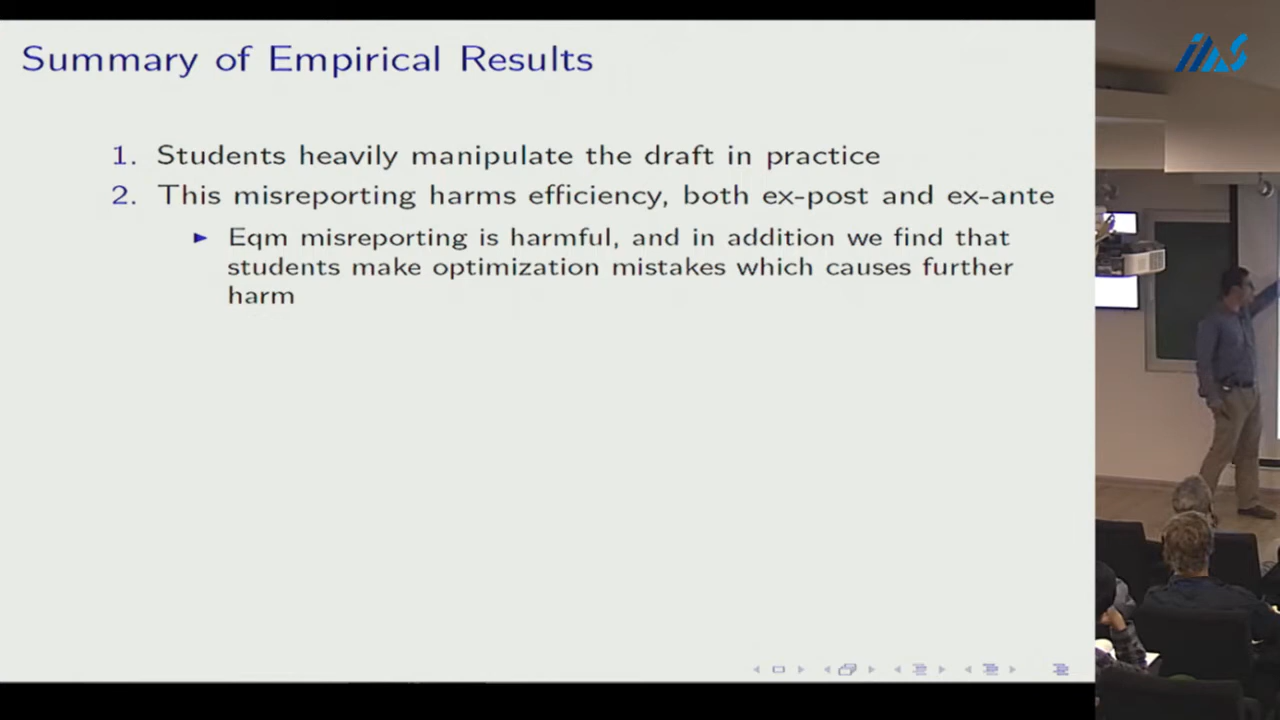 Summary of Empirical Results
IIAS
1. Students heavily manipulate the draft in practice
2. This misreporting harms efficiency, both ex-post and ex-ante
► Eqm misreporting is harmful, and in addition we find that
students make optimization mistakes which causes further
harm